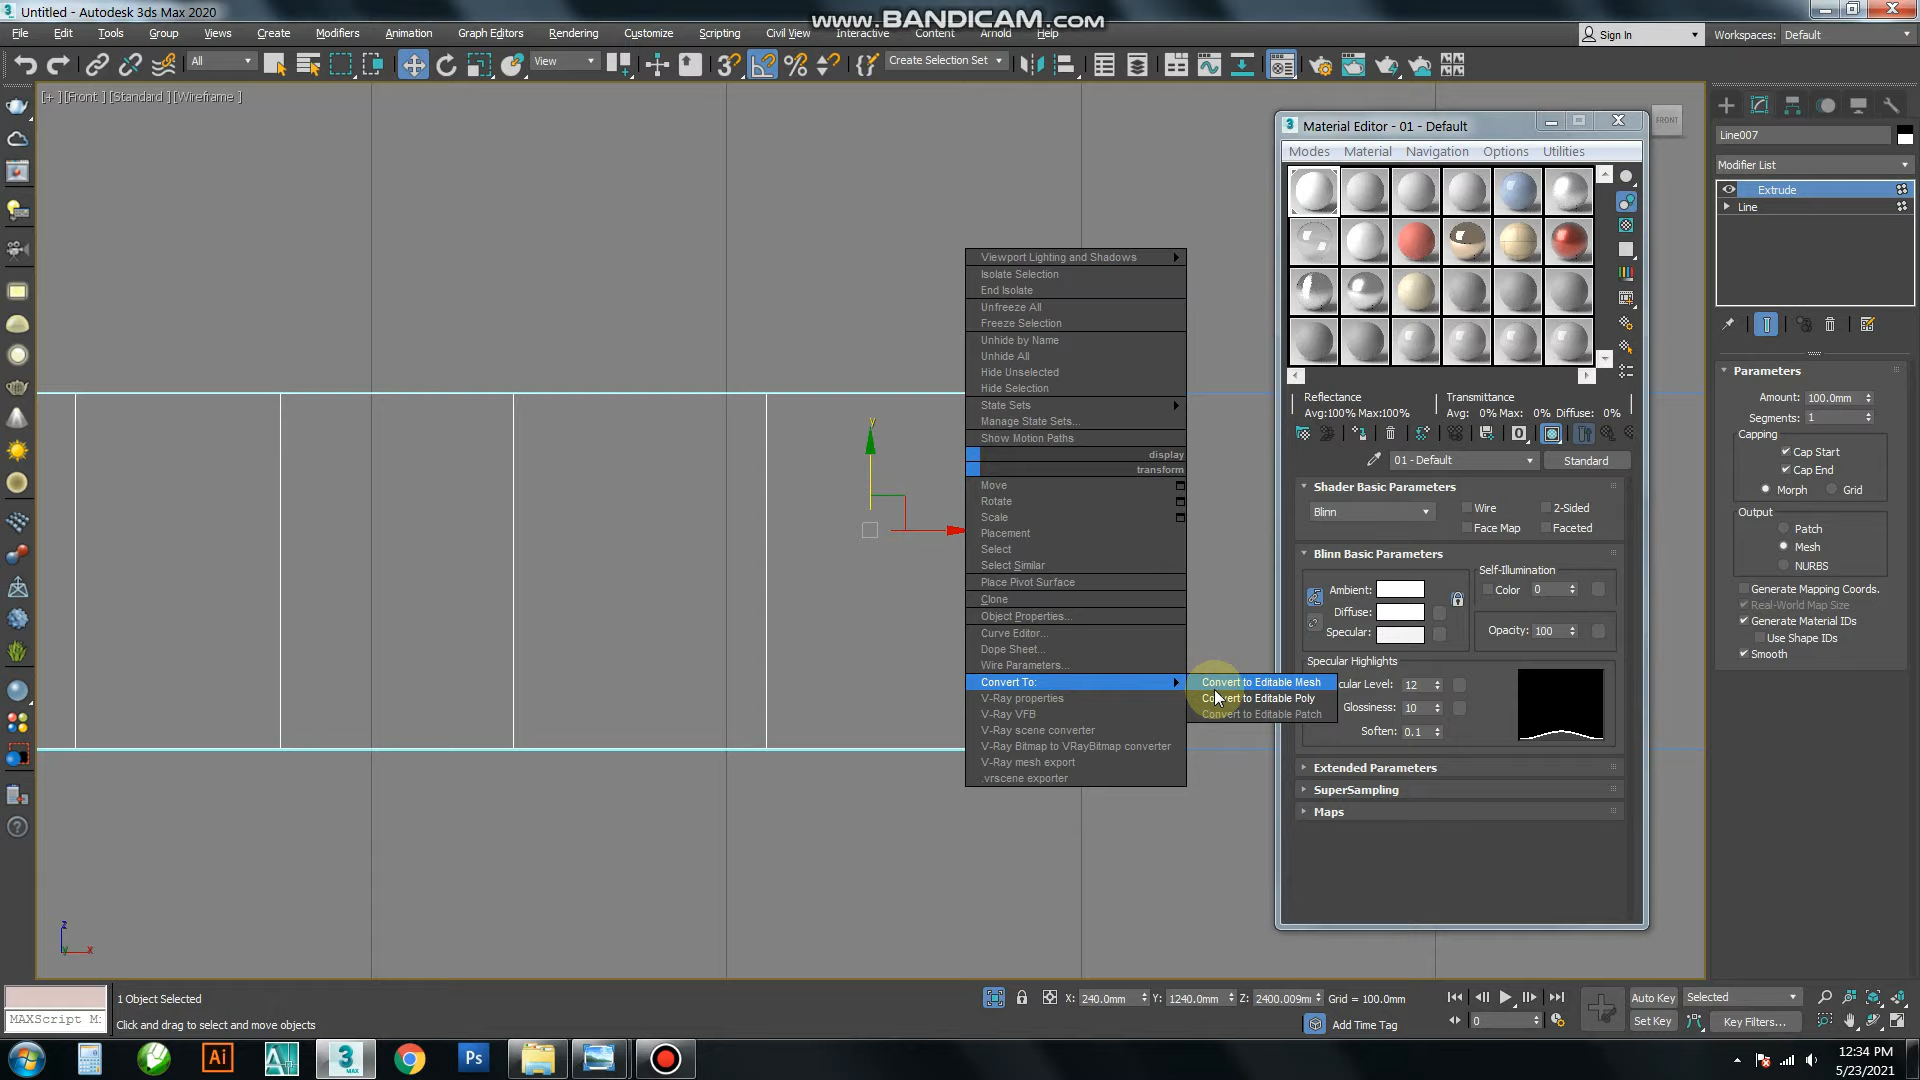 Untitled - Autodesk 3ds Max 2020
www.BANDICAM.com
File Edit Tools Group Views Create Modifiers Animation Graph Editors Rendering Customize Scripting Civil View Interactive Content Arnold Help
Sign In
Workspaces: Default
All
View
Create Selection Set
[+ ] [Front ] [Standard ] [Wireframe ]
FRONT
Material Editor - 01 - Default
Modes Material Navigation Options Utilities
Reflectance
Avg:100% Max:100%
Transmittance
Avg: 0% Max: 0% Diffuse: 0%
01 - Default
Standard
Shader Basic Parameters
Blinn
Wire
2-Sided
Face Map
Faceted
Blinn Basic Parameters
Ambient:
Diffuse:
Specular:
Self-Illumination
Color 0
Opacity: 100
Specular Highlights
cular Level: 12
Glossiness: 10
Soften: 0.1
Extended Parameters
SuperSampling
Maps
Viewport Lighting and Shadows
Isolate Selection
End Isolate
Unfreeze All
Freeze Selection
Unhide by Name
Unhide All
Hide Unselected
Hide Selection
State Sets
Manage State Sets...
Show Motion Paths
display
transform
Move
Rotate
Scale
Placement
Select
Select Similar
Place Pivot Surface
Clone
Object Properties...
Curve Editor...
Dope Sheet...
Wire Parameters...
Convert To:
V-Ray properties
V-Ray VFB
V-Ray scene converter
V-Ray Bitmap to VRayBitmap converter
V-Ray mesh export
.vrscene exporter
Convert to Editable Mesh
Convert to Editable Poly
Convert to Editable Patch
Line007
Modifier List
Extrude
Line
Parameters
Amount: 100.0mm
Segments: 1
Capping
Cap Start
Cap End
Morph
Grid
Output
Patch
Mesh
NURBS
Generate Mapping Coords.
Real-World Map Size
Generate Material IDs
Use Shape IDs
Smooth
y
z
x
y
MAXScript Mi
1 Object Selected
Click and drag to select and move objects
X: 240.0mm
Y: 1240.0mm
Z: 2400.009mm
Grid = 100.0mm
Add Time Tag
0
Auto Key
Selected
Set Key
Key Filters...
Ai
3
MAX
Ps
12:34 PM
5/23/2021